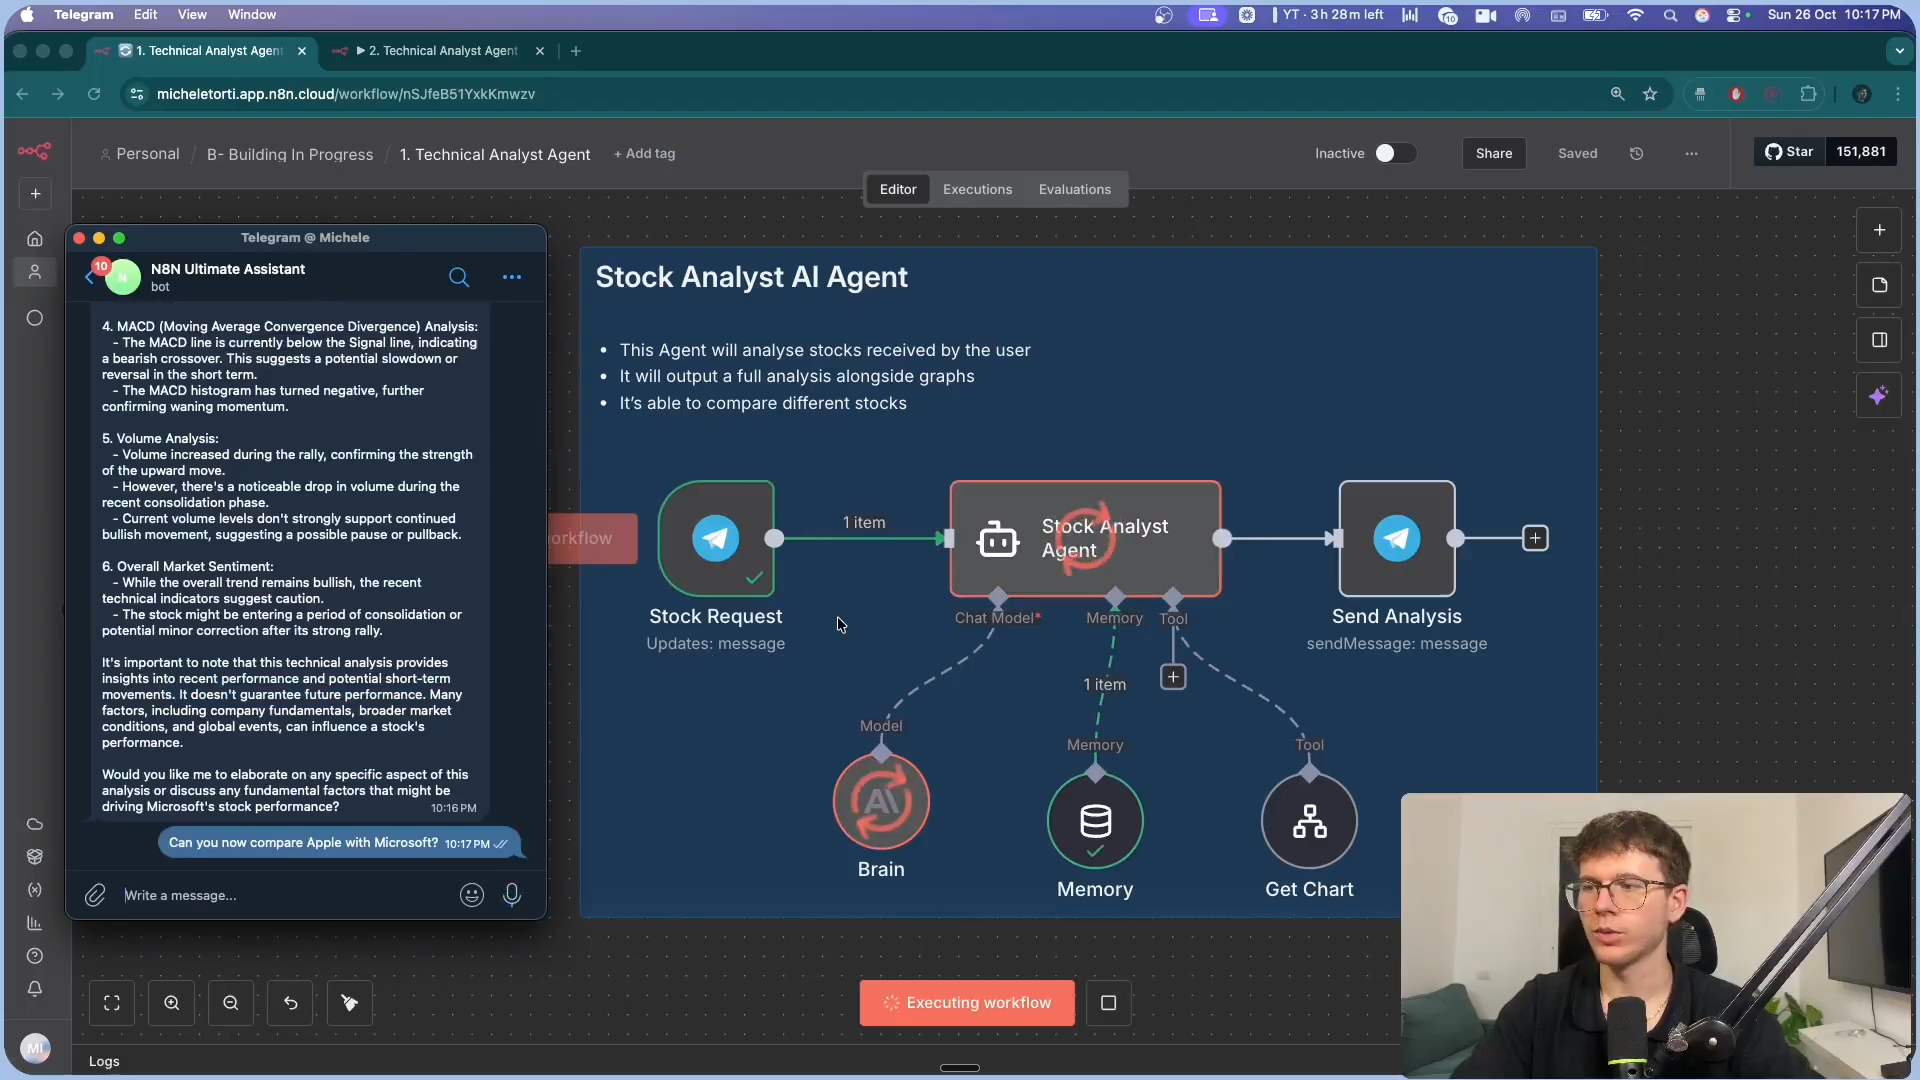 Telegram Edit View Window
YT · 3 h 28 m left
10
Sun 26 Oct 10:17 PM
1. Technical Analyst Agent
2. Technical Analyst Agent
micheletorti.app.n8n.cloud/workflow/nSJfeB51YxkKmwzv
Personal / B- Building In Progress / 1. Technical Analyst Agent + Add tag
Inactive
Share
Saved
Star 151,881
Editor Executions Evaluations
Telegram @ Michele
10
N
N8N Ultimate Assistant
bot
4. MACD (Moving Average Convergence Divergence) Analysis:
- The MACD line is currently below the Signal line, indicating
a bearish crossover. This suggests a potential slowdown or
reversal in the short term.
- The MACD histogram has turned negative, further
confirming waning momentum.
5. Volume Analysis:
- Volume increased during the rally, confirming the strength
of the upward move.
- However, there's a noticeable drop in volume during the
recent consolidation phase.
- Current volume levels don't strongly support continued
bullish movement, suggesting a possible pause or pullback.
6. Overall Market Sentiment:
- While the overall trend remains bullish, the recent
technical indicators suggest caution.
- The stock might be entering a period of consolidation or
potential minor correction after its strong rally.
It's important to note that this technical analysis provides
insights into recent performance and potential short-term
movements. It doesn't guarantee future performance. Many
factors, including company fundamentals, broader market
conditions, and global events, can influence a stock's
performance.
Would you like me to elaborate on any specific aspect of this
analysis or discuss any fundamental factors that might be
driving Microsoft's stock performance?
10:16 PM
Can you now compare Apple with Microsoft? 10:17 PM
Write a message...
Stock Analyst AI Agent
• This Agent will analyse stocks received by the user
• It will output a full analysis alongside graphs
• It's able to compare different stocks
orkflow
1 item
Stock Analyst
Agent
Stock Request
Updates: message
Chat Model*
Memory
Tool
Send Analysis
sendMessage: message
1 item
Model
Memory
Tool
Brain
Memory
Get Chart
Executing workflow
MI
Logs